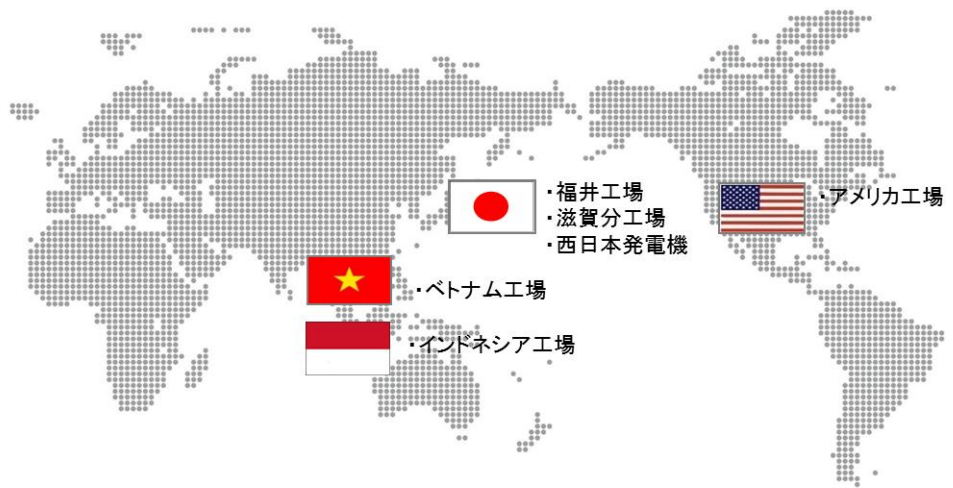 ・福井工場
・滋賀分工場
・西日本発電機
・アメリカ工場
・ベトナム工場
・インドネシア工場